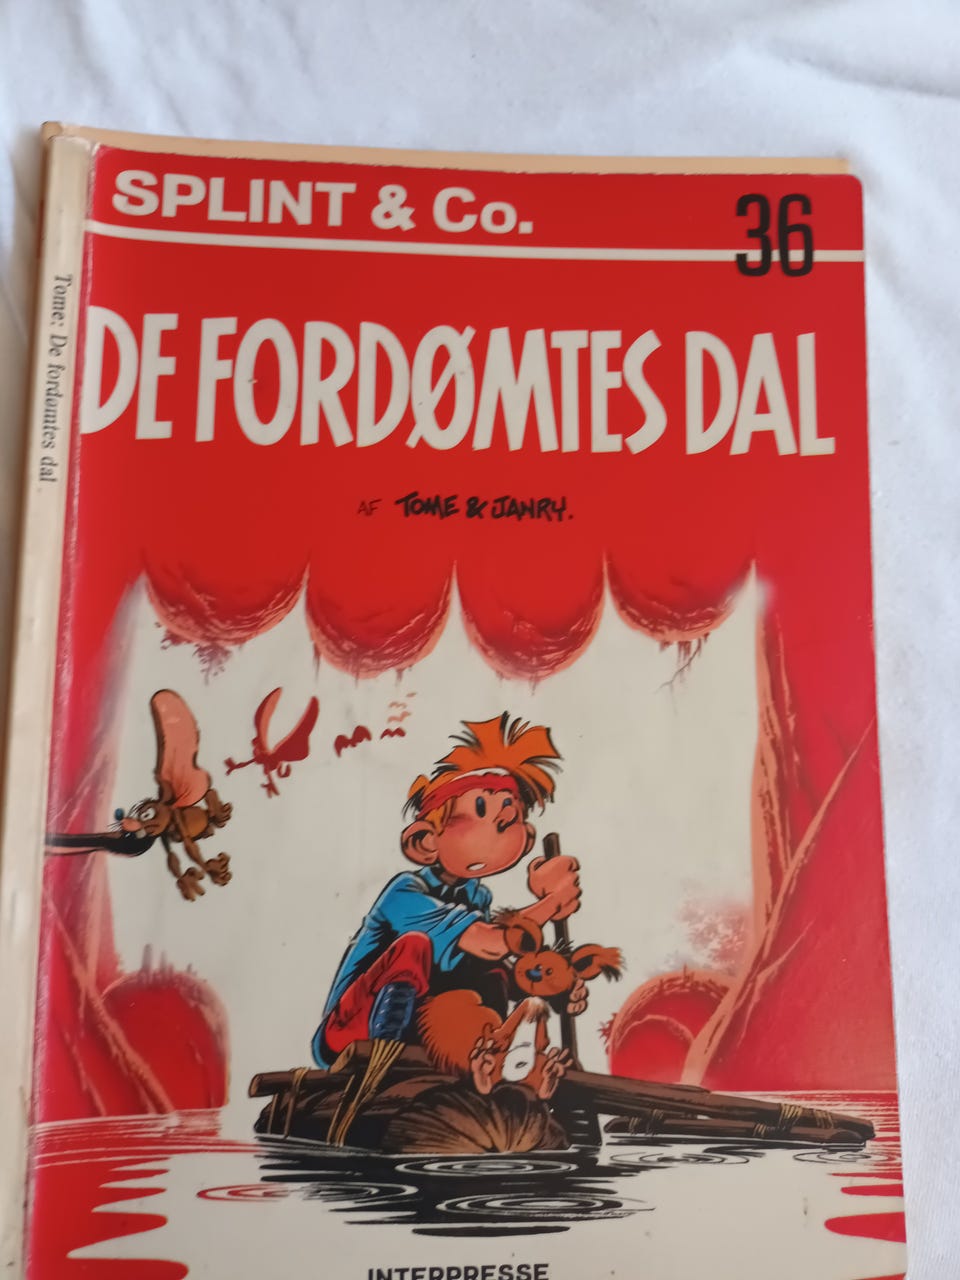 SPLINT & Co.
36
DE FORDØMTES DAL
AF TOME & JANRY.
INTERPRESSE
Tome: De fordømtes dal